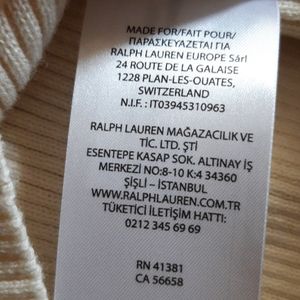 MADE FOR/FAIT POUR/
ΠΑΡΑΣΚΕΥΑΖΕΤΑΙ ΓΙΑ
RALPH LAUREN EUROPE Sárl
24 ROUTE DE LA GALAISE
1228 PLAN-LES-OUATES,
SWITZERLAND
N.I.F. : IT03945310963
RALPH LAUREN MAĞAZACILIK VE
TİC. LTD. ŞTİ
ESENTEPE KASAP SOK. ALTINAY İŞ
MERKEZİ NO:8-10 K:4 34360
ŞİŞLİ – İSTANBUL
WWW.RALPHLAUREN.COM.TR
TÜKETİCİ İLETİŞİM HATTI:
0212 345 69 69
RN 41381
CA 56658